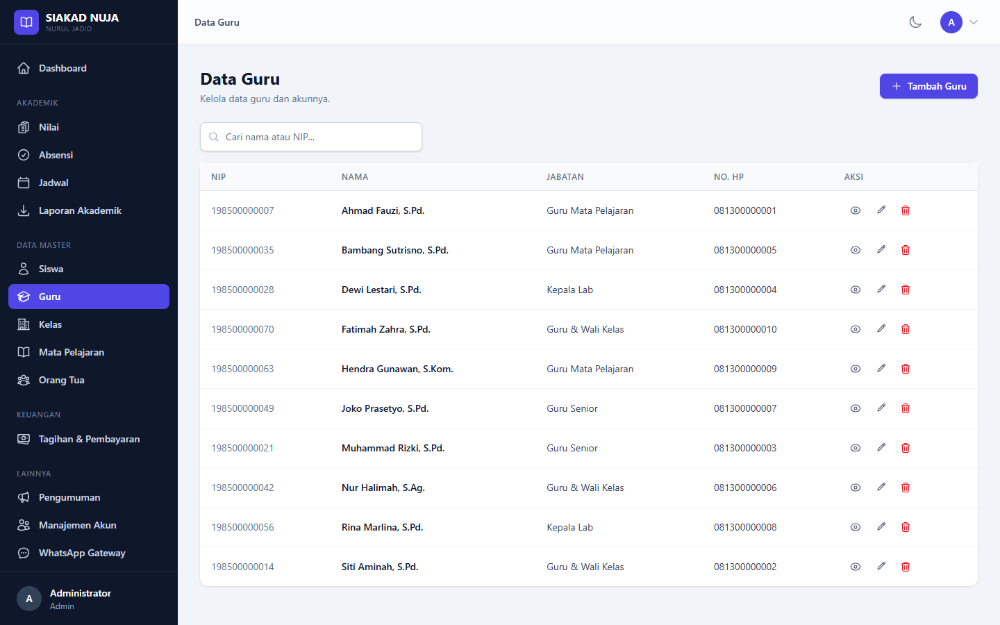 SIAKAD NUJA
NURUL JADID
Dashboard
AKADEMIK
Nilai
Absensi
Jadwal
Laporan Akademik
DATA MASTER
Siswa
Guru
Kelas
Mata Pelajaran
Orang Tua
KEUANGAN
Tagihan & Pembayaran
LAINNYA
Pengumuman
Manajemen Akun
WhatsApp Gateway
A
Administrator
Admin
Data Guru
A
Data Guru
Kelola data guru dan akunnya.
Tambah Guru
Cari nama atau NIP...
NIP NAMA JABATAN NO. HP AKSI
198500000007 Ahmad Fauzi, S.Pd. Guru Mata Pelajaran 081300000001
198500000035 Bambang Sutrisno, S.Pd. Guru Mata Pelajaran 081300000005
198500000028 Dewi Lestari, S.Pd. Kepala Lab 081300000004
198500000070 Fatimah Zahra, S.Pd. Guru & Wali Kelas 081300000010
198500000063 Hendra Gunawan, S.Kom. Guru Mata Pelajaran 081300000009
198500000049 Joko Prasetyo, S.Pd. Guru Senior 081300000007
198500000021 Muhammad Rizki, S.Pd. Guru Senior 081300000003
198500000042 Nur Halimah, S.Ag. Guru & Wali Kelas 081300000006
198500000056 Rina Marlina, S.Pd. Kepala Lab 081300000008
198500000014 Siti Aminah, S.Pd. Guru & Wali Kelas 081300000002